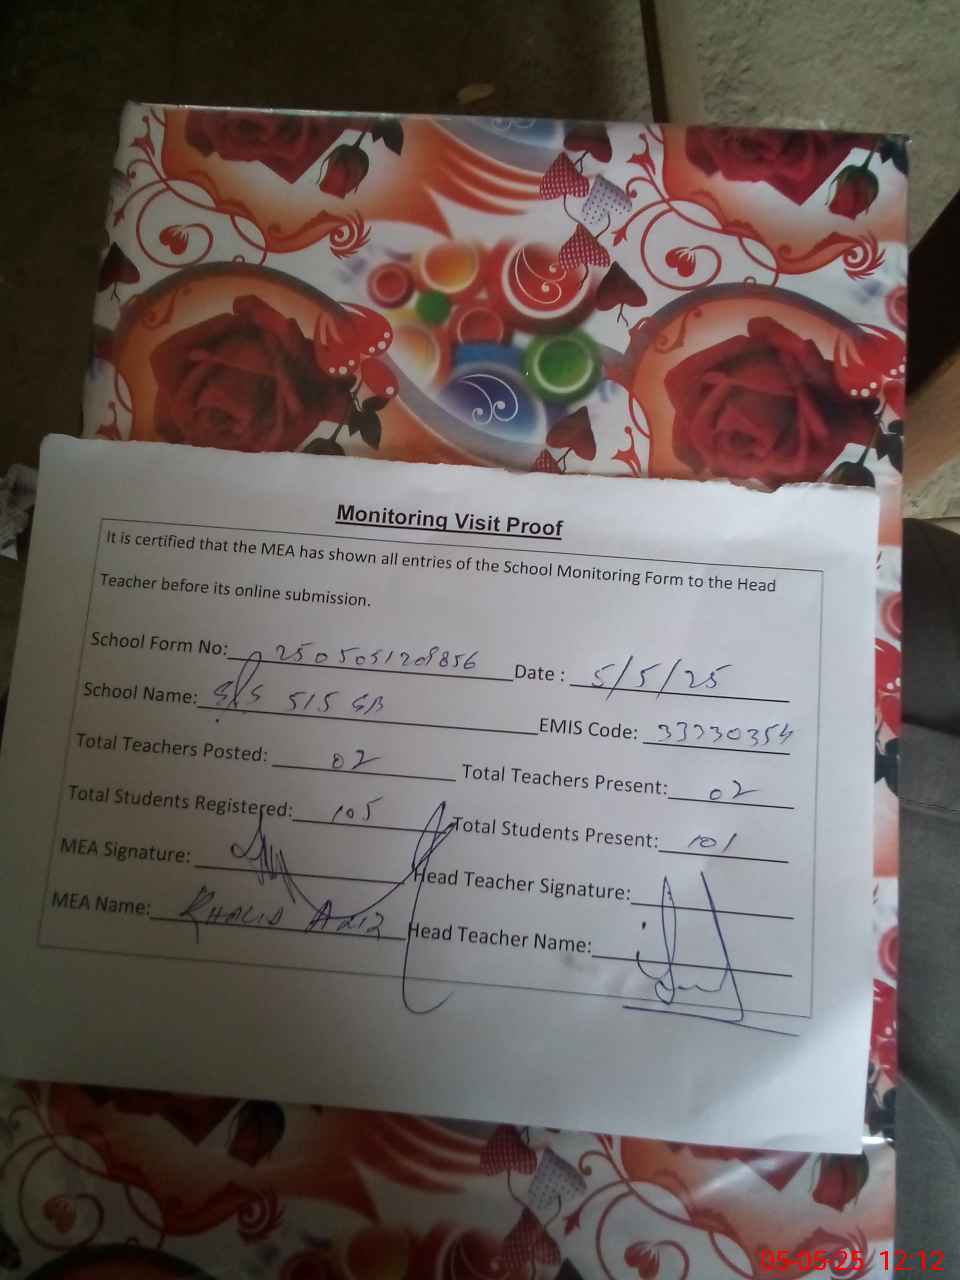 Monitoring Visit Proof
It is certified that the MEA has shown all entries of the School Monitoring Form to the Head
Teacher before its online submission.
School Form No: 2505051209856 Date : 5/5/25
School Name: 515 GB EMIS Code: 33230354
Total Teachers Posted: 02 Total Teachers Present: 02
Total Students Registered: 105 Total Students Present: 101
MEA Signature: Head Teacher Signature:
MEA Name: KHALID AZIZ Head Teacher Name:
05-05-25 12:12